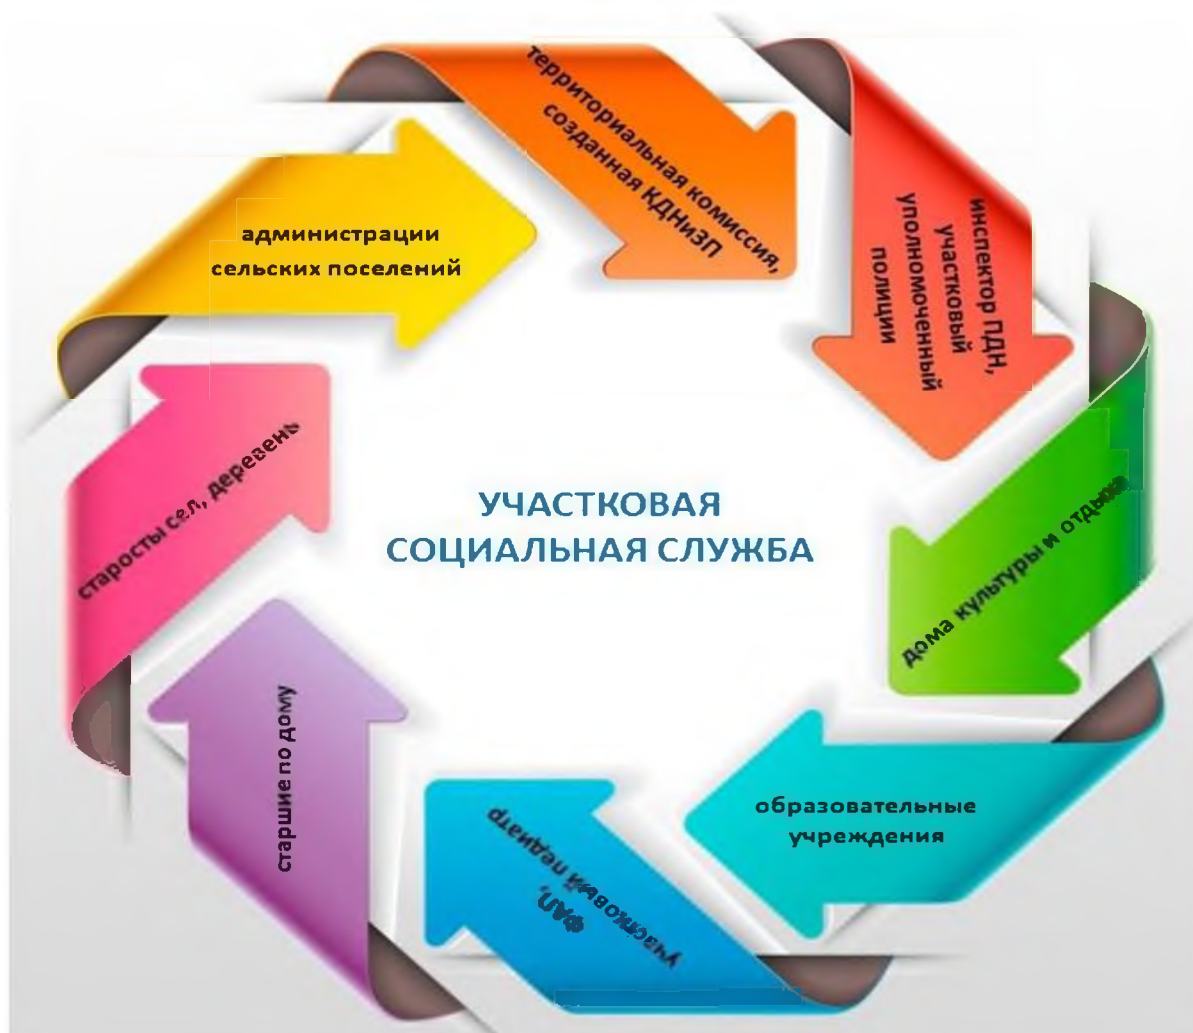 администрации
сельских поселений
территориальная комиссия,
созданная КДНиЗП
инспектор ПДН,
участковый
уполномоченный
полиции
дома культуры и отдыха
образовательные
учреждения
ФАП,
участковый педиатр
старшие по дому
старосты сел, деревень
УЧАСТКОВАЯ
СОЦИАЛЬНАЯ СЛУЖБА